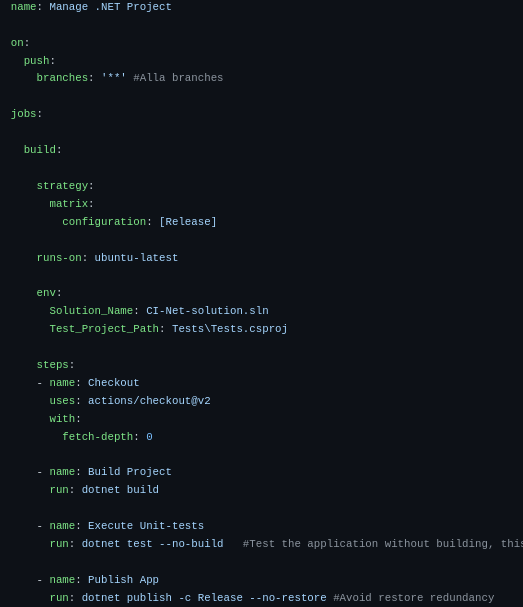 name: Manage .NET Project
on:
push:
branches: '**' #Alla branches
jobs:
build:
strategy:
matrix:
configuration: [Release]
runs-on: ubuntu-latest
env:
Solution_Name: CI-Net-solution.sln
Test_Project_Path: Tests\Tests.csproj
steps:
- name: Checkout
uses: actions/checkout@v2
with:
fetch-depth: 0
- name: Build Project
run: dotnet build
- name: Execute Unit-tests
run: dotnet test --no-build #Test the application without building, this
- name: Publish App
run: dotnet publish -c Release --no-restore #Avoid restore redundancy